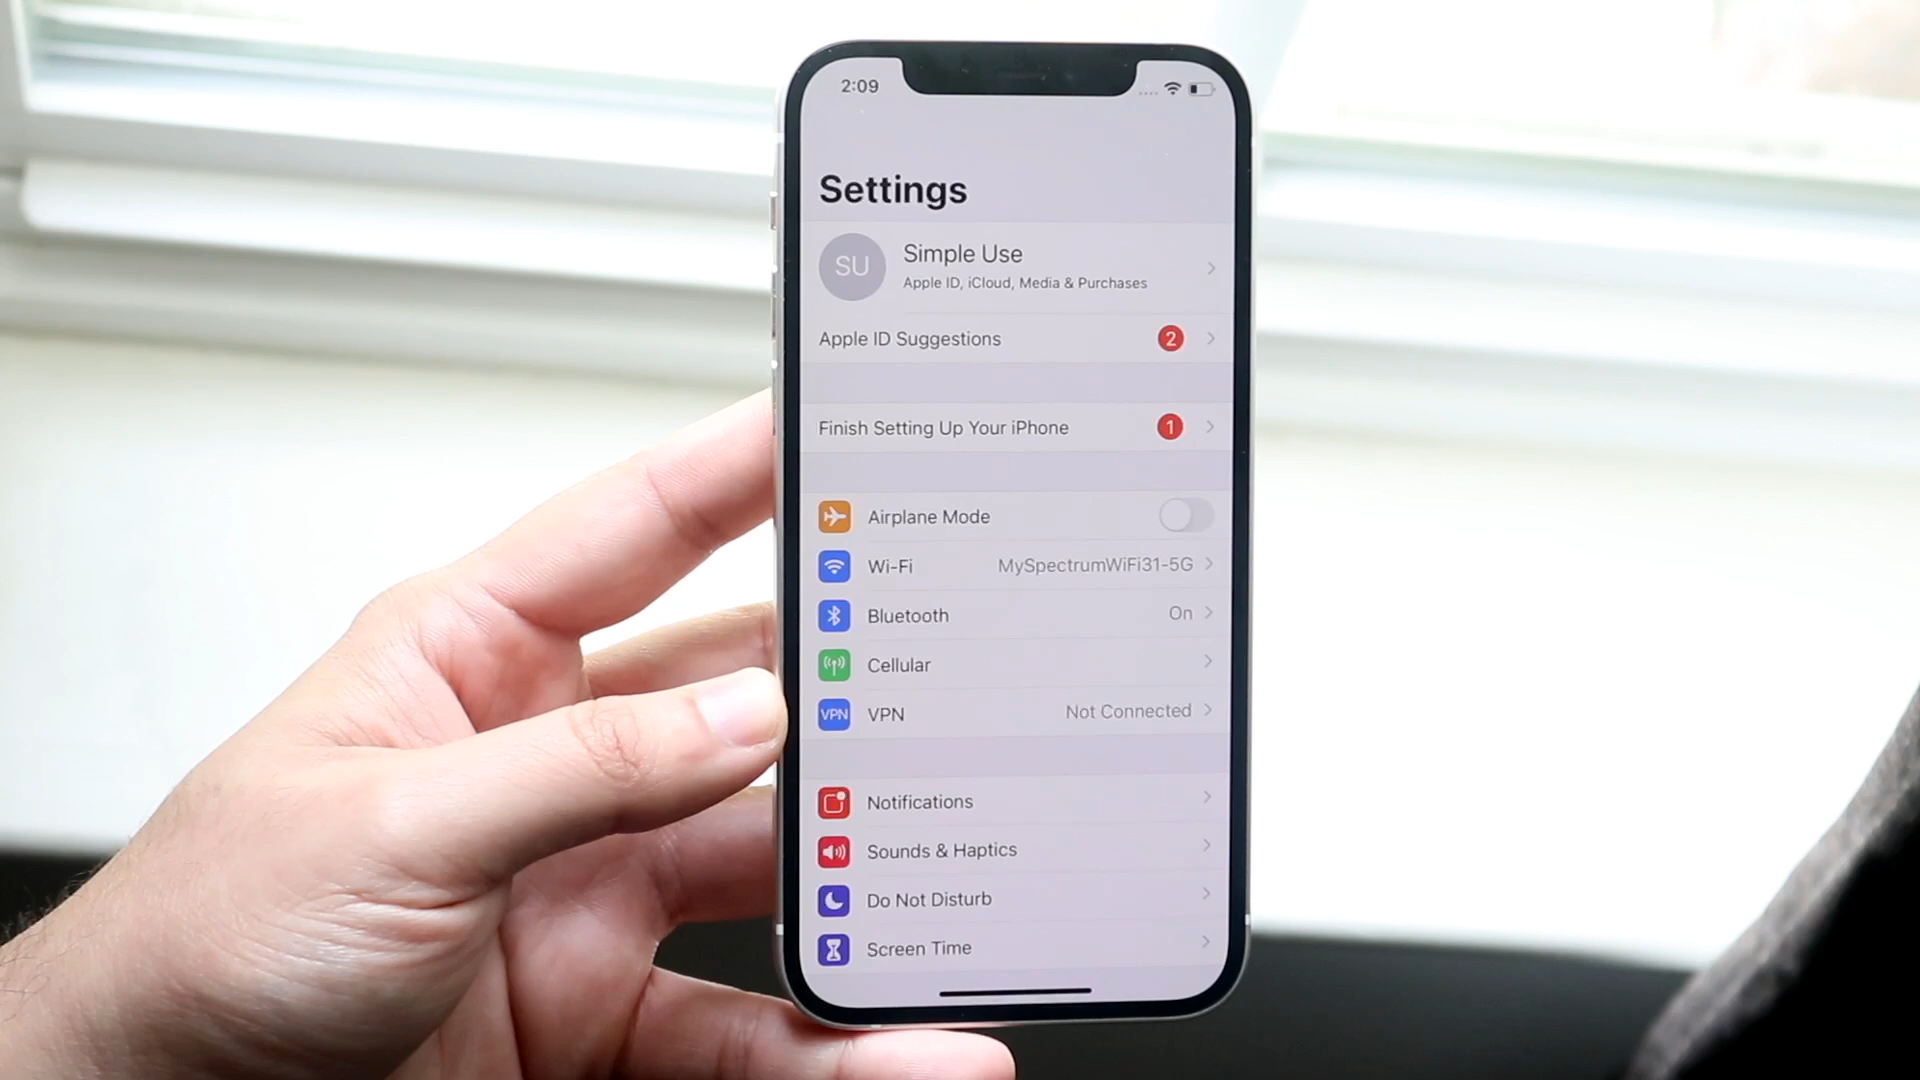 2:09
Settings
SU
Simple Use
Apple ID, iCloud, Media & Purchases
Apple ID Suggestions 2
Finish Setting Up Your iPhone 1
Airplane Mode
Wi-Fi MySpectrumWiFi31-5G
Bluetooth On
Cellular
VPN VPN Not Connected
Notifications
Sounds & Haptics
Do Not Disturb
Screen Time